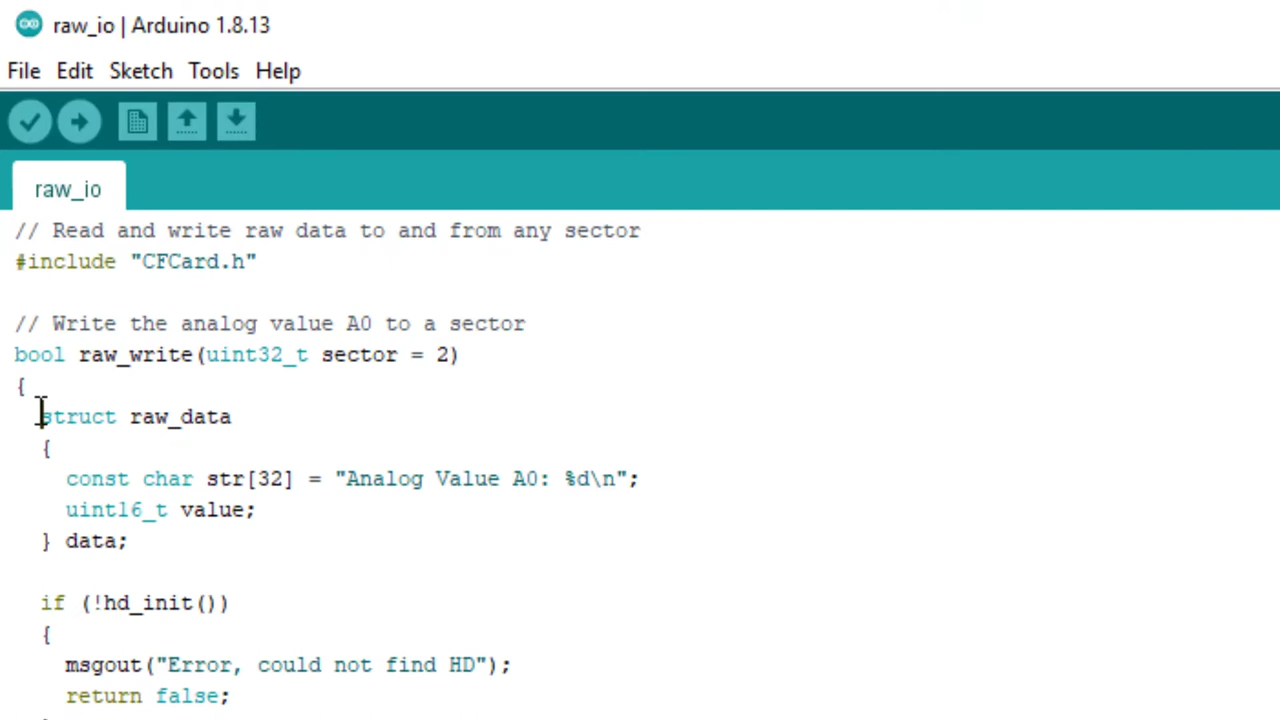 raw_io | Arduino 1.8.13
File Edit Sketch Tools Help
raw_io
// Read and write raw data to and from any sector
#include "CFCard.h"
// Write the analog value A0 to a sector
bool raw_write(uint32_t sector = 2)
{
struct raw_data
{
const char str[32] = "Analog Value A0: %d\n";
uint16_t value;
} data;
if (!hd_init())
{
msgout("Error, could not find HD");
return false;